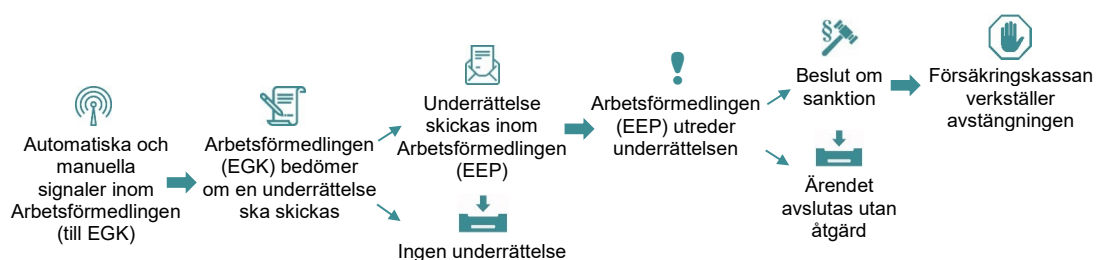 Automatiska och
manuella
signaler inom
Arbetsförmedlingen
(till EGK)
Arbetsförmedlingen
(EGK) bedömer
om en underrättelse
ska skickas
Underrättelse
skickas inom
Arbetsförmedlingen
(EEP)
Ingen underrättelse
Arbetsförmedlingen
(EEP) utreder
underrättelsen
§
Beslut om
sanktion
Ärendet
avslutas utan
åtgärd
Försäkringskassan
verkställer
avstängningen